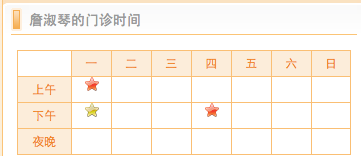 詹淑琴的门诊时间
一 二 三 四 五 六 日
上午
下午
夜晚